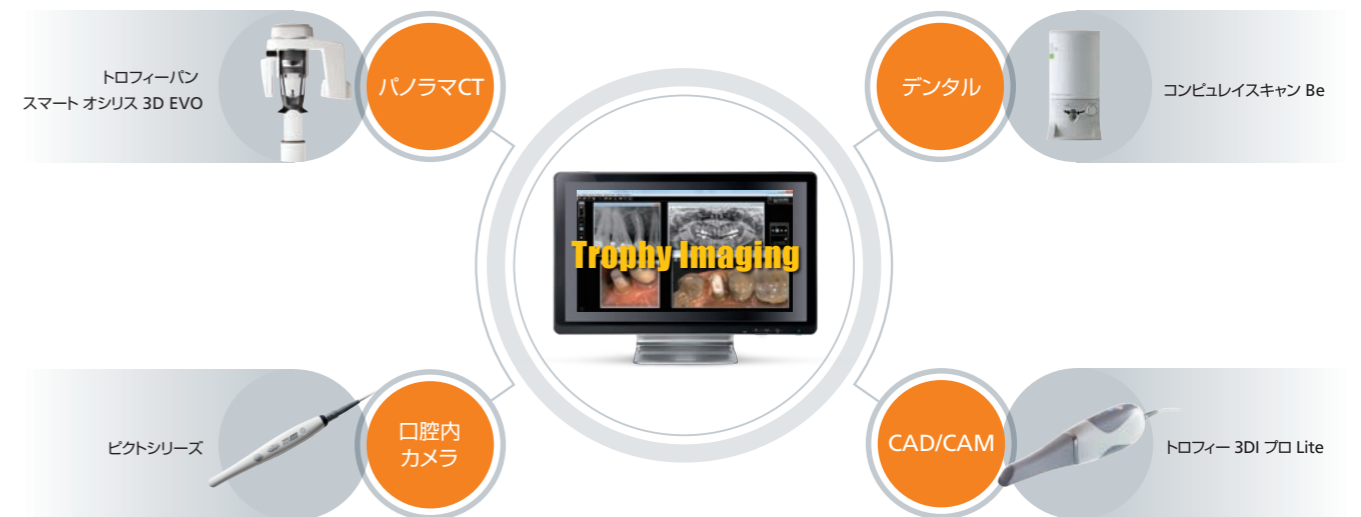 トロフィーパン
スマート オシリス 3D EVO
パノラマCT
デンタル
コンピュレイスキャン Be
Trophy Imaging
ピクトシリーズ
口腔内
カメラ
CAD/CAM
トロフィー 3DI プロ Lite